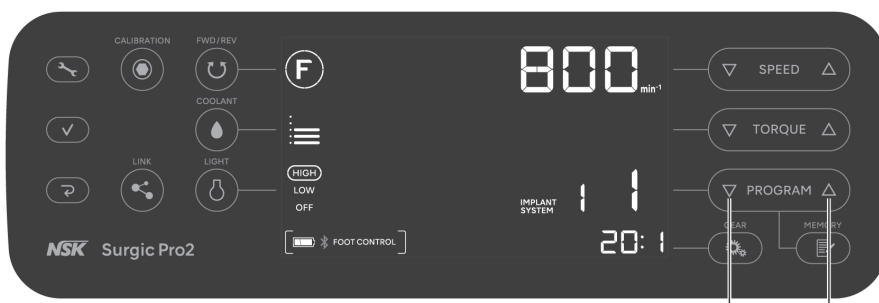 CALIBRATION
FWD/REV
COOLANT
LINK
LIGHT
NSK Surgic Pro2
F
800 min⁻¹
HIGH
LOW
OFF
IMPLANT
SYSTEM
1 1
FOOT CONTROL
20:1
SPEED
TORQUE
PROGRAM
GEAR
MEMORY